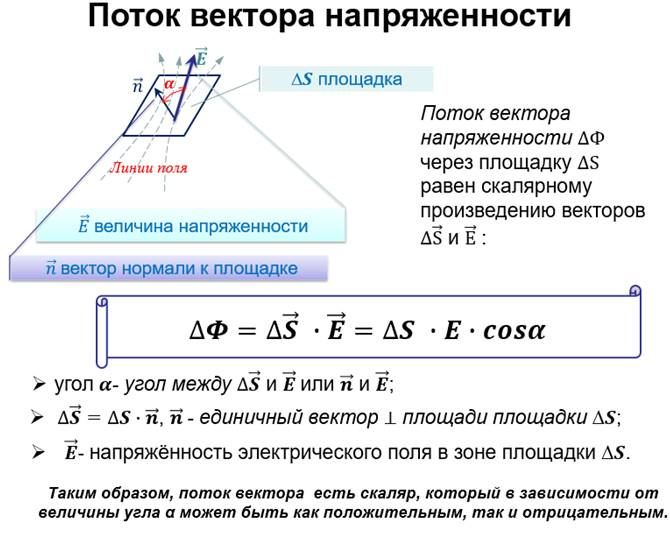 Поток вектора напряженности
E⃗
n⃗
α
ΔS площадка
Линии поля
E⃗ величина напряженности
n⃗ вектор нормали к площадке
Поток вектора
напряженности ΔΦ
через площадку ΔS
равен скалярному
произведению векторов
ΔS⃗ и E⃗ :
ΔΦ = ΔS⃗ · E⃗ = ΔS · E · cosα
➢ угол α- угол между ΔS⃗ и E⃗ или n⃗ и E⃗;
➢ ΔS⃗ = ΔS · n⃗, n⃗ - единичный вектор ⊥ площади площадки ΔS;
➢ E⃗- напряжённость электрического поля в зоне площадки ΔS.
Таким образом, поток вектора есть скаляр, который в зависимости от
величины угла α может быть как положительным, так и отрицательным.